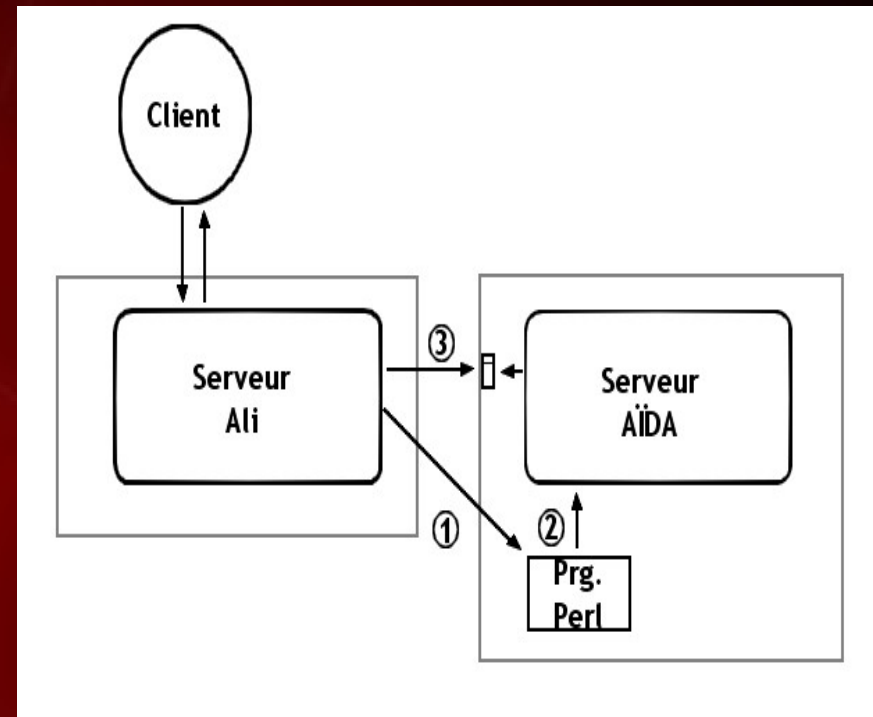 Client
Serveur
Ali
③
Serveur
AÏDA
①
②
Prg.
Perl